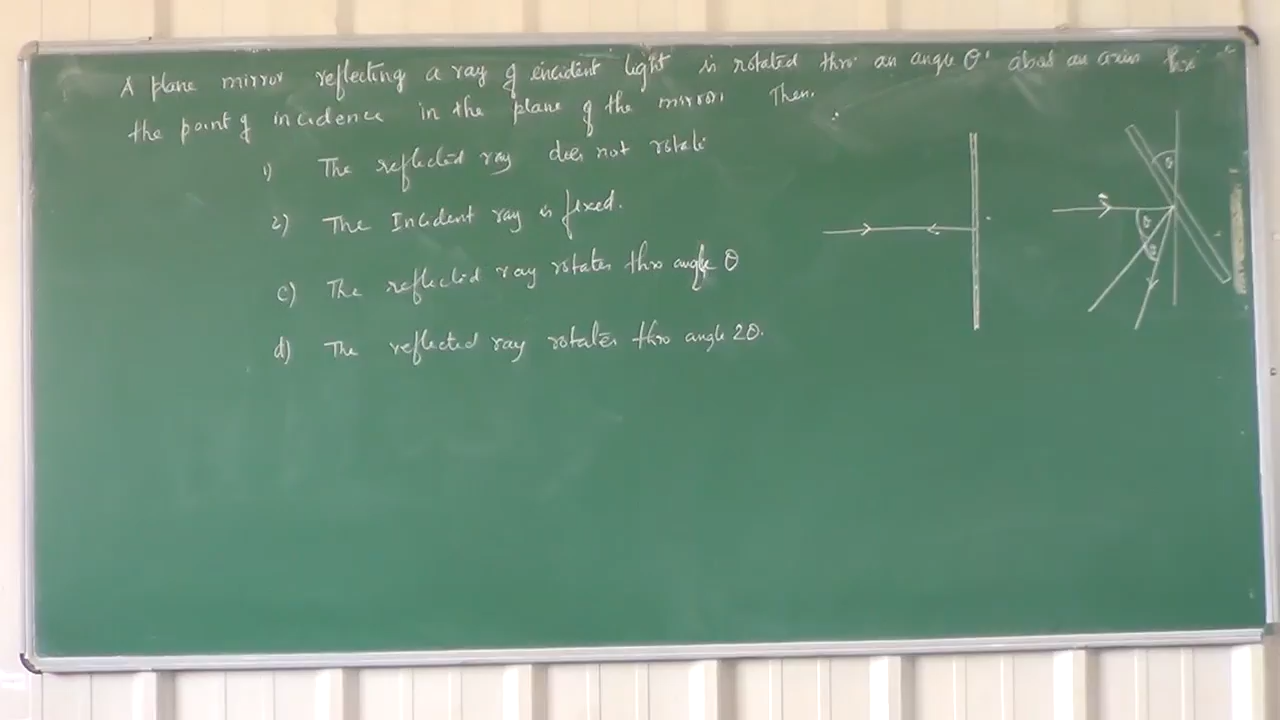 A plane mirror reflecting a ray of incident light is rotated thro' an angle θ' about an axis
the point of incidence in the plane of the mirror. Then.
1) The reflected ray does not rotate
2) The Incident ray is fixed.
c) The reflected ray rotates thro angle θ
d) The reflected ray rotates thro angle 2θ.
θ
θ
θ